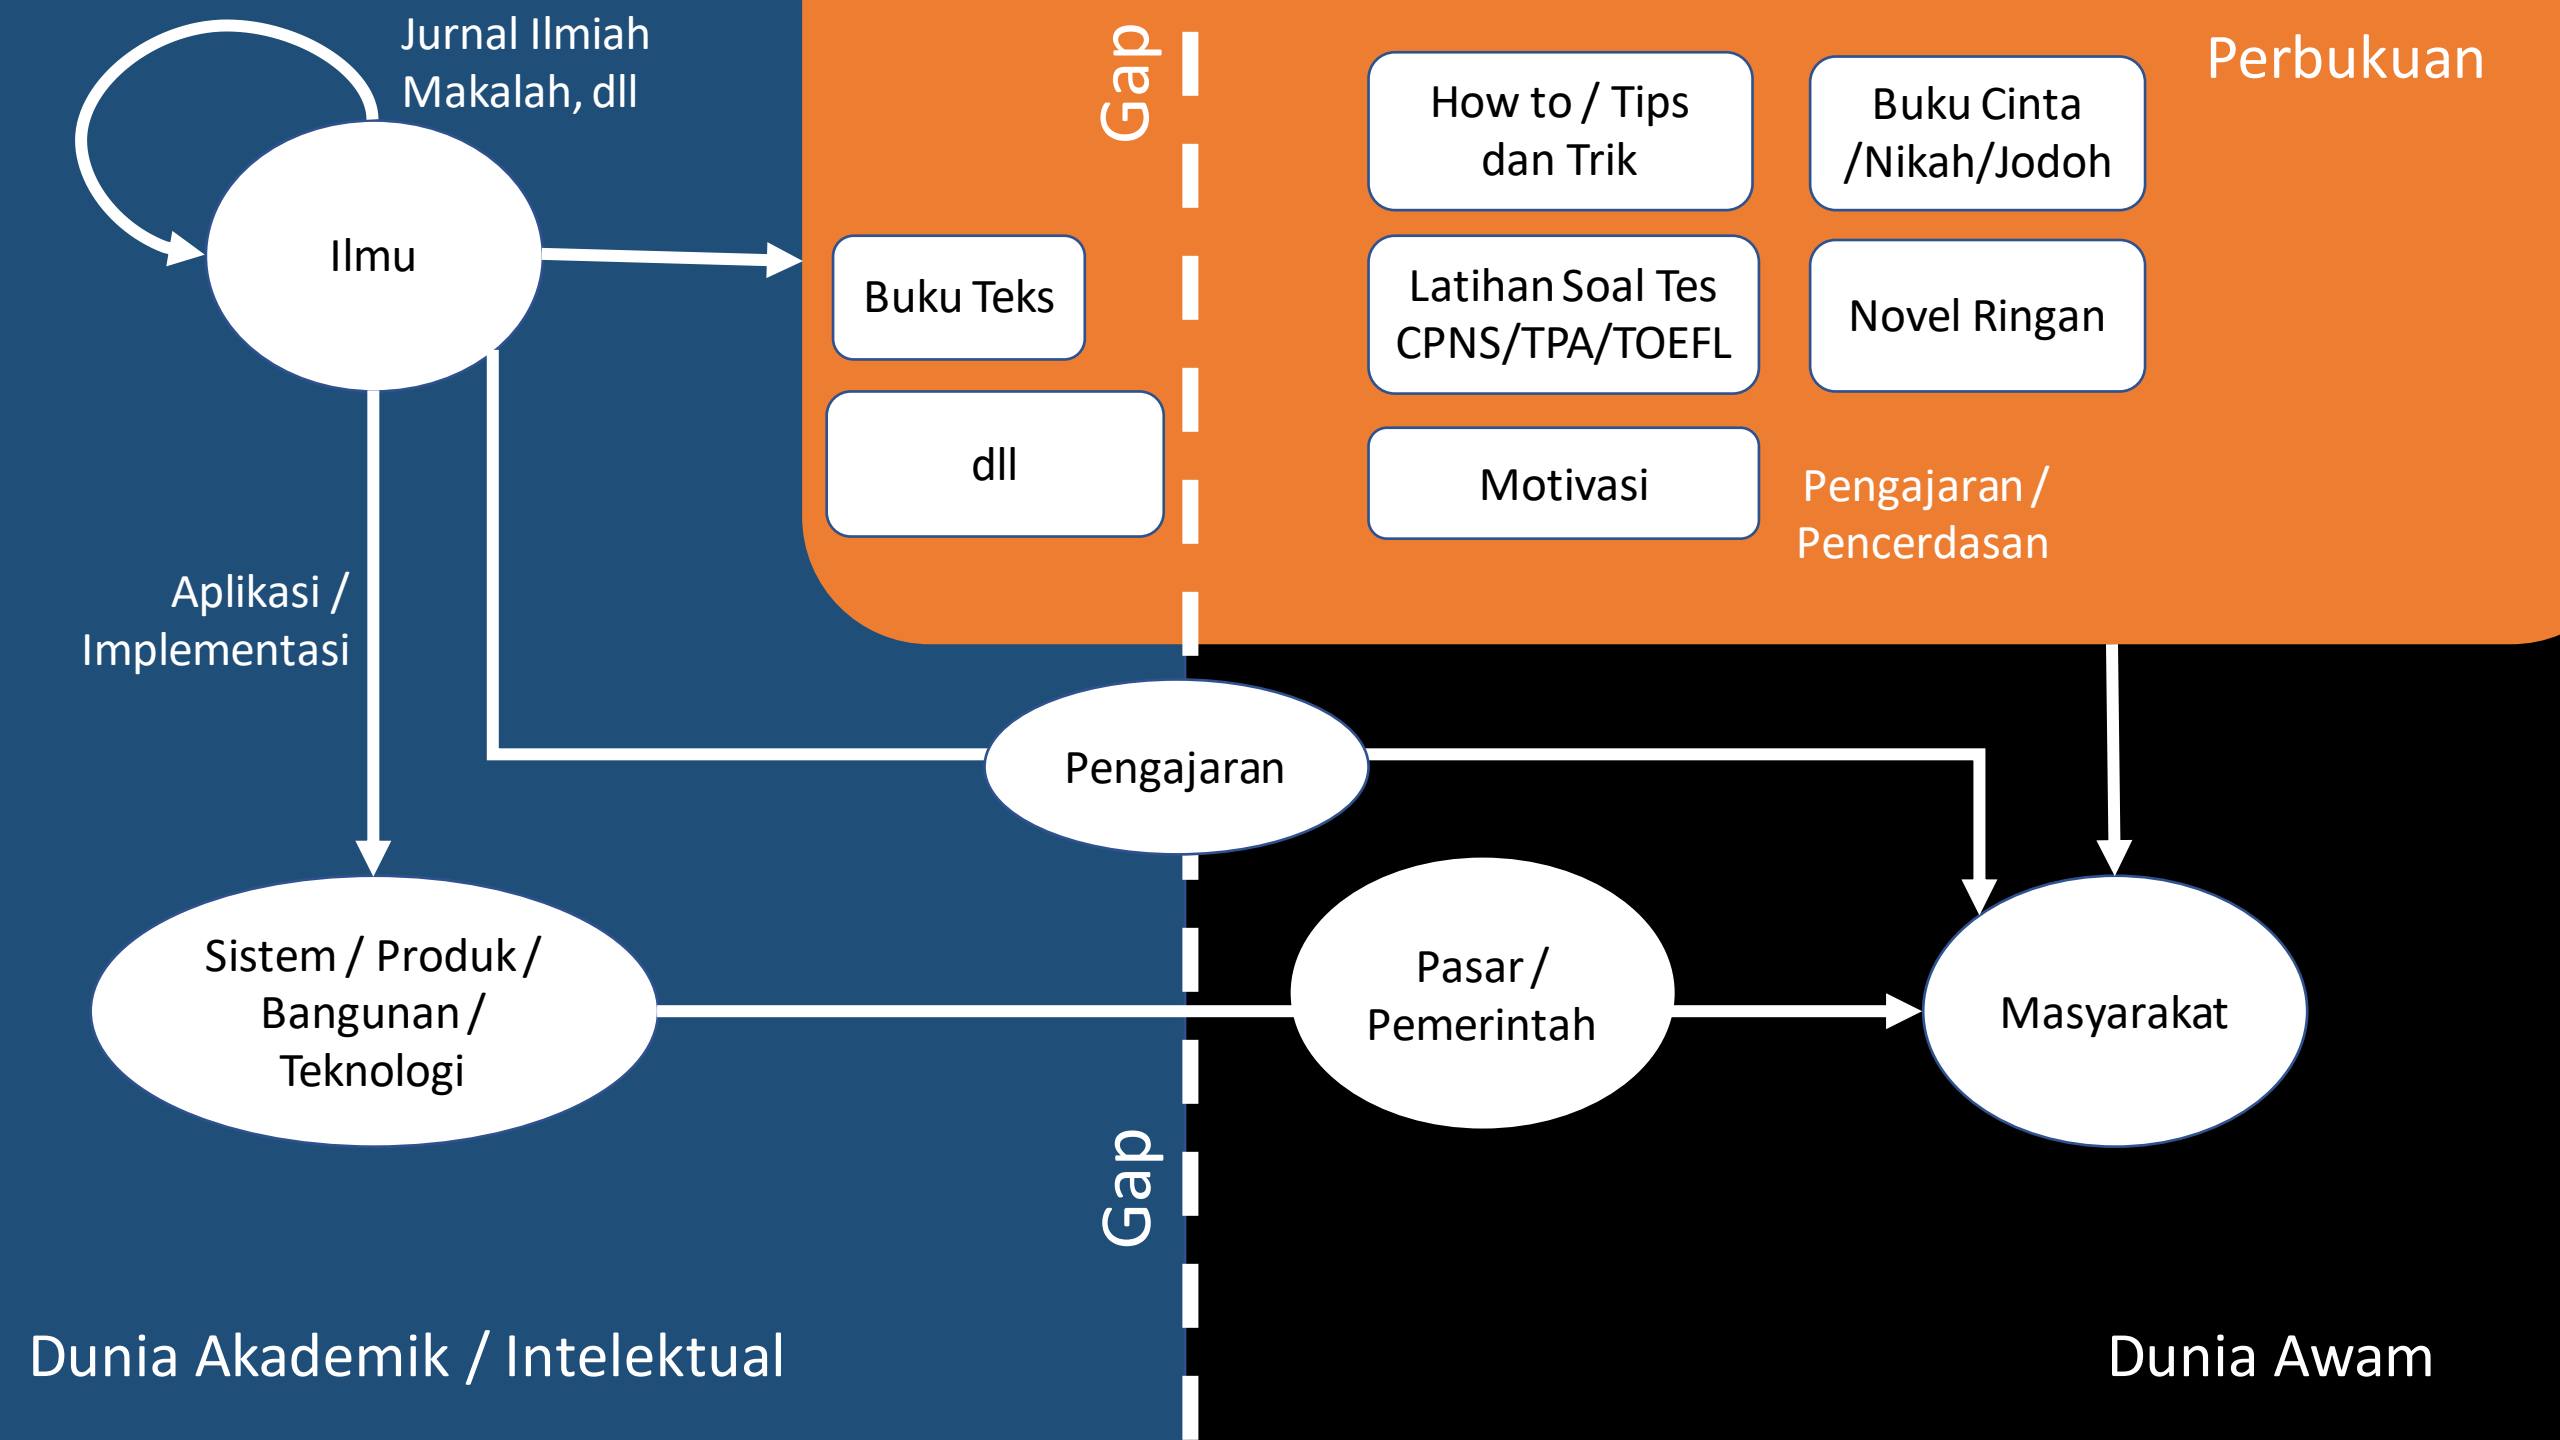 Jurnal Ilmiah
Makalah, dll
Gap
Perbukuan
How to / Tips
dan Trik
Buku Cinta
/Nikah/Jodoh
Ilmu
Buku Teks
Latihan Soal Tes
CPNS/TPA/TOEFL
Novel Ringan
dll
Motivasi
Pengajaran /
Pencerdasan
Aplikasi /
Implementasi
Pengajaran
Sistem / Produk /
Bangunan /
Teknologi
Pasar /
Pemerintah
Masyarakat
Gap
Dunia Akademik / Intelektual
Dunia Awam